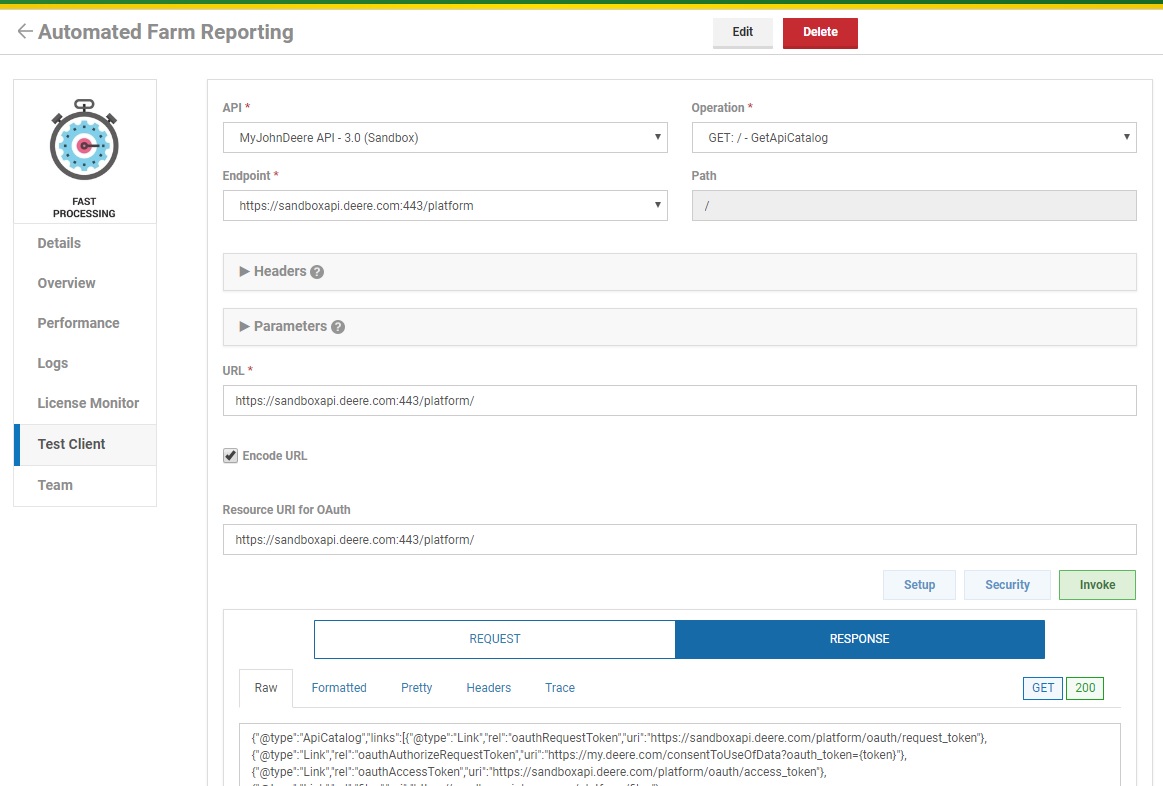 Automated Farm Reporting
Edit
Delete
FAST
PROCESSING
Details
Overview
Performance
Logs
License Monitor
Test Client
Team
API *
MyJohnDeere API - 3.0 (Sandbox)
Operation *
GET: / - GetApiCatalog
Endpoint *
https://sandboxapi.deere.com:443/platform
Path
/
Headers ?
Parameters ?
URL *
https://sandboxapi.deere.com:443/platform/
Encode URL
Resource URI for OAuth
https://sandboxapi.deere.com:443/platform/
Setup
Security
Invoke
REQUEST
RESPONSE
Raw
Formatted
Pretty
Headers
Trace
GET
200
{"@type":"ApiCatalog","links":[{"@type":"Link","rel":"oauthRequestToken","uri":"https://sandboxapi.deere.com/platform/oauth/request_token"},
{"@type":"Link","rel":"oauthAuthorizeRequestToken","uri":"https://my.deere.com/consentToUseOfData?oauth_token={token}"},
{"@type":"Link","rel":"oauthAccessToken","uri":"https://sandboxapi.deere.com/platform/oauth/access_token"},